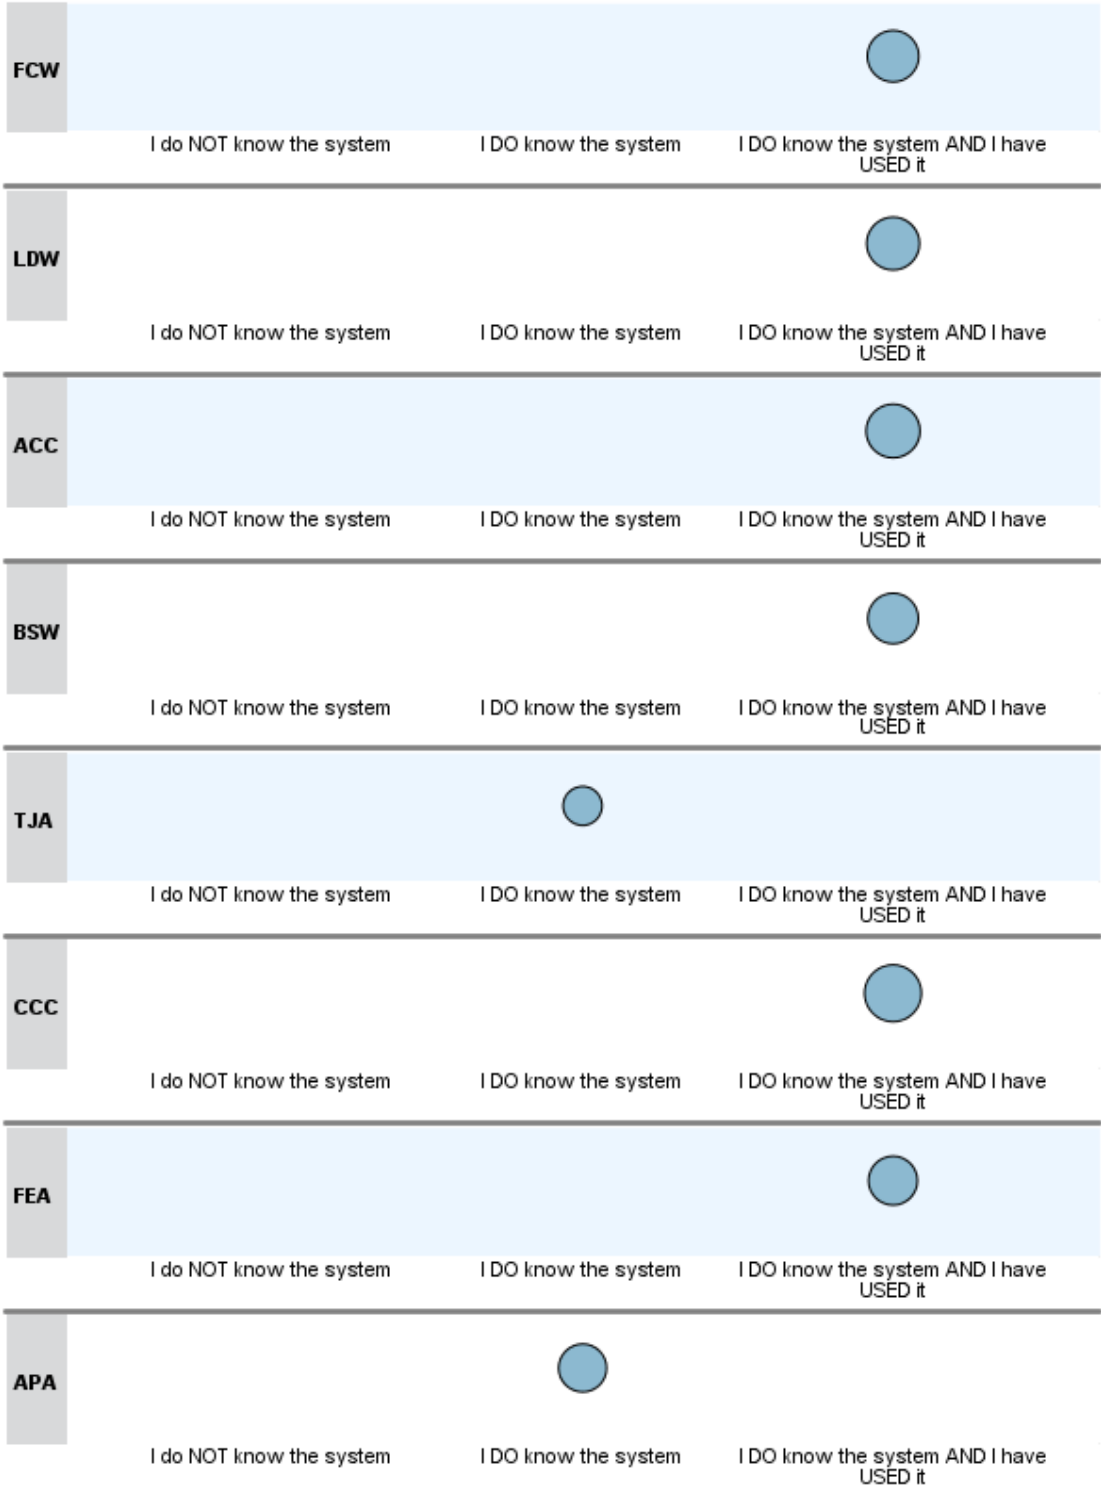 FCW
I do NOT know the system I DO know the system I DO know the system AND I have
USED it
LDW
I do NOT know the system I DO know the system I DO know the system AND I have
USED it
ACC
I do NOT know the system I DO know the system I DO know the system AND I have
USED it
BSW
I do NOT know the system I DO know the system I DO know the system AND I have
USED it
TJA
I do NOT know the system I DO know the system I DO know the system AND I have
USED it
CCC
I do NOT know the system I DO know the system I DO know the system AND I have
USED it
FEA
I do NOT know the system I DO know the system I DO know the system AND I have
USED it
APA
I do NOT know the system I DO know the system I DO know the system AND I have
USED it